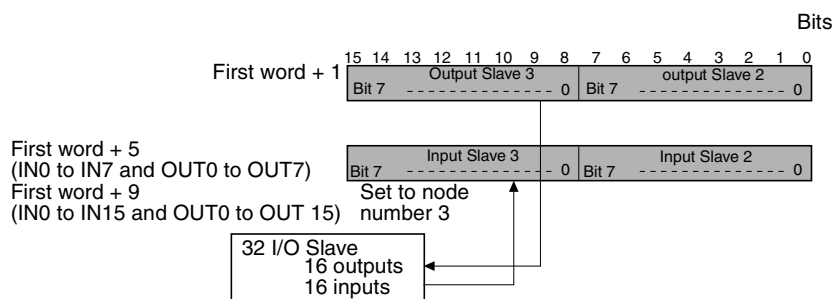 Bits
15 14 13 12 11 10 9 8 7 6 5 4 3 2 1 0
First word + 1
Output Slave 3 output Slave 2
Bit 7 - - - - - - - - - - - - - - 0 Bit 7 - - - - - - - - - - - - - - 0
First word + 5
(IN0 to IN7 and OUT0 to OUT7)
Input Slave 3 Input Slave 2
Bit 7 - - - - - - - - - - - - - - 0 Bit 7 - - - - - - - - - - - - - - 0
First word + 9
(IN0 to IN15 and OUT0 to OUT 15)
Set to node
number 3
32 I/O Slave
16 outputs
16 inputs